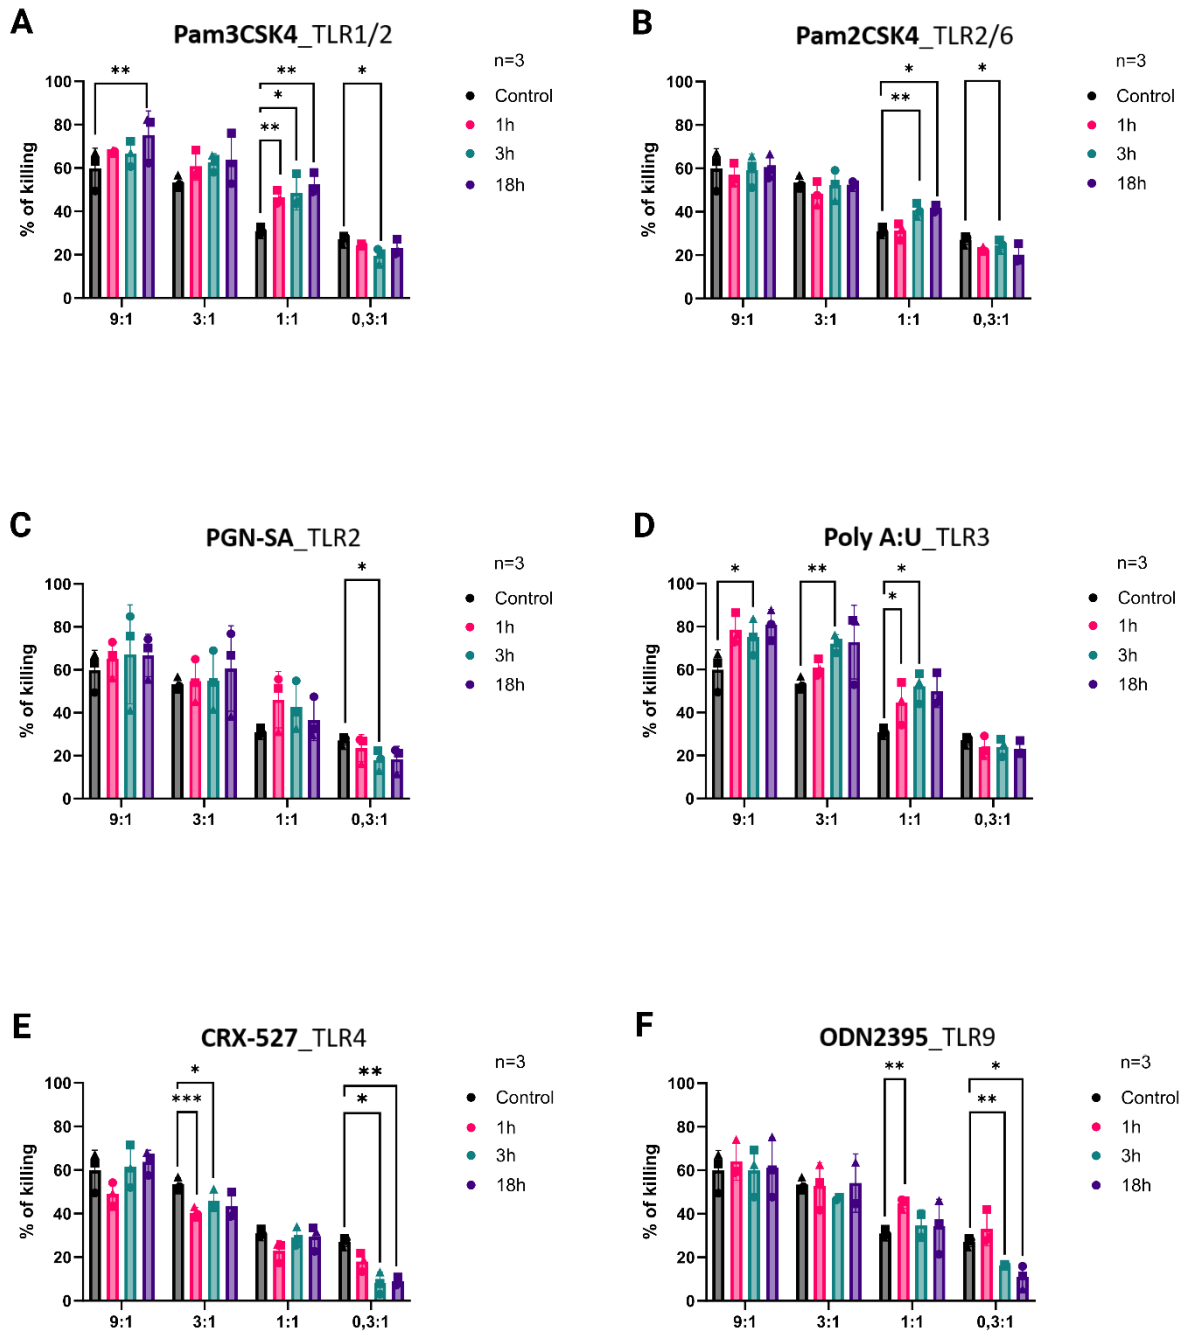 A
Pam3CSK4_TLR1/2
n=3
Control
1h
3h
18h
** ** *
*
**
% of killing
100
80
60
40
20
0
9:1 3:1 1:1 0,3:1
B
Pam2CSK4_TLR2/6
n=3
Control
1h
3h
18h
* *
**
% of killing
100
80
60
40
20
0
9:1 3:1 1:1 0,3:1
C
PGN-SA_TLR2
n=3
Control
1h
3h
18h
*
% of killing
100
80
60
40
20
0
9:1 3:1 1:1 0,3:1
D
Poly A:U_TLR3
n=3
Control
1h
3h
18h
* ** *
*
% of killing
100
80
60
40
20
0
9:1 3:1 1:1 0,3:1
E
CRX-527_TLR4
n=3
Control
1h
3h
18h
* **
*** *
% of killing
100
80
60
40
20
0
9:1 3:1 1:1 0,3:1
F
ODN2395_TLR9
n=3
Control
1h
3h
18h
** *
**
% of killing
100
80
60
40
20
0
9:1 3:1 1:1 0,3:1